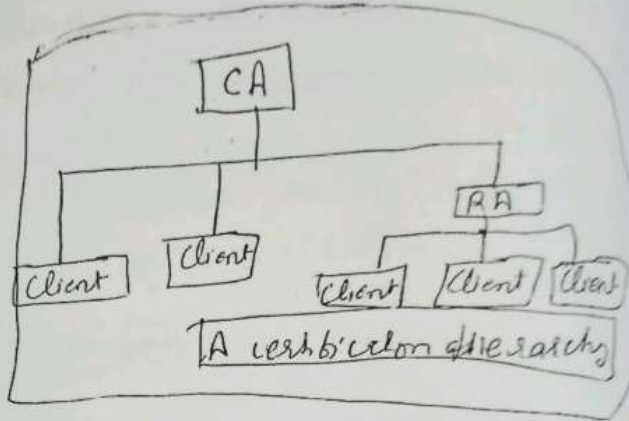 CA
RA
Client
Client
Client
Client
Client
A certification Hierarchy